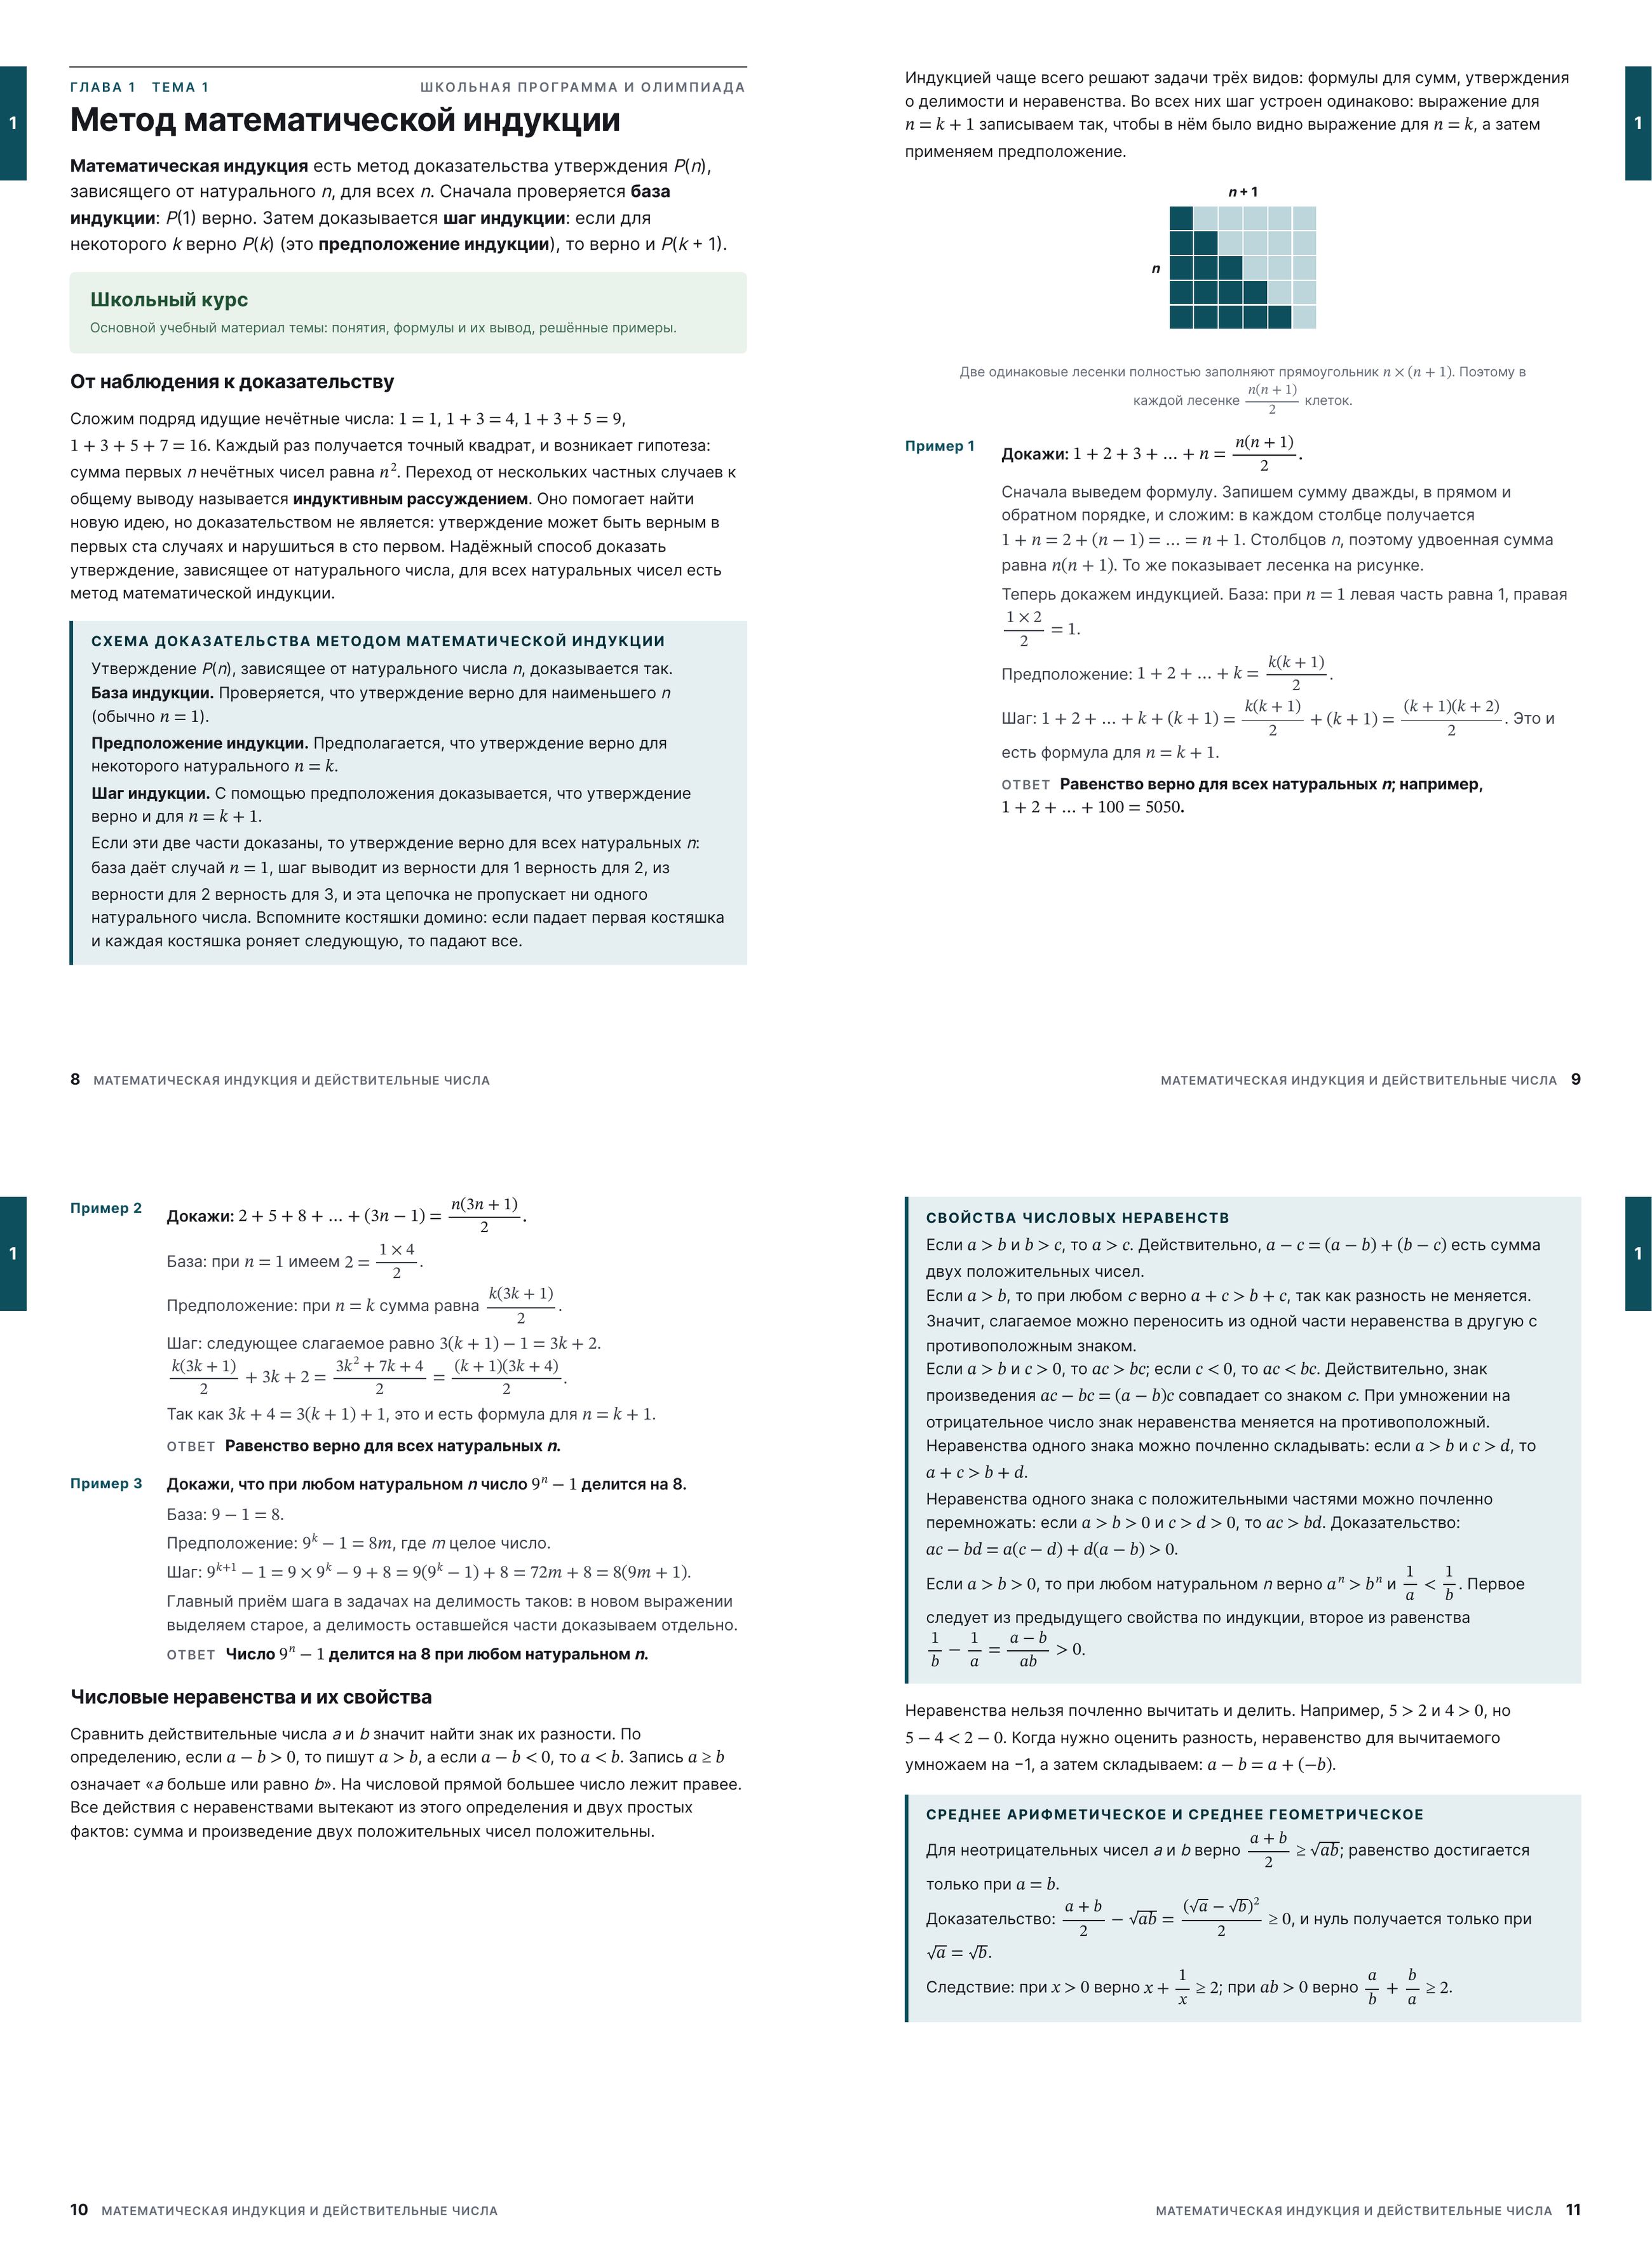 1
ГЛАВА 1 ТЕМА 1 ШКОЛЬНАЯ ПРОГРАММА И ОЛИМПИАДА
Метод математической индукции
Математическая индукция есть метод доказательства утверждения P(n),
зависящего от натурального n, для всех n. Сначала проверяется база
индукции: P(1) верно. Затем доказывается шаг индукции: если для
некоторого k верно P(k) (это предположение индукции), то верно и P(k + 1).
Школьный курс
Основной учебный материал темы: понятия, формулы и их вывод, решённые примеры.
От наблюдения к доказательству
Сложим подряд идущие нечётные числа: 1 = 1, 1 + 3 = 4, 1 + 3 + 5 = 9,
1 + 3 + 5 + 7 = 16. Каждый раз получается точный квадрат, и возникает гипотеза:
сумма первых n нечётных чисел равна n². Переход от нескольких частных случаев к
общему выводу называется индуктивным рассуждением. Оно помогает найти
новую идею, но доказательством не является: утверждение может быть верным в
первых ста случаях и нарушиться в сто первом. Надёжный способ доказать
утверждение, зависящее от натурального числа, для всех натуральных чисел есть
метод математической индукции.
СХЕМА ДОКАЗАТЕЛЬСТВА МЕТОДОМ МАТЕМАТИЧЕСКОЙ ИНДУКЦИИ
Утверждение P(n), зависящее от натурального числа n, доказывается так.
База индукции. Проверяется, что утверждение верно для наименьшего n
(обычно n = 1).
Предположение индукции. Предполагается, что утверждение верно для
некоторого натурального n = k.
Шаг индукции. С помощью предположения доказывается, что утверждение
верно и для n = k + 1.
Если эти две части доказаны, то утверждение верно для всех натуральных n:
база даёт случай n = 1, шаг выводит из верности для 1 верность для 2, из
верности для 2 верность для 3, и эта цепочка не пропускает ни одного
натурального числа. Вспомните костяшки домино: если падает первая костяшка
и каждая костяшка роняет следующую, то падают все.
8 МАТЕМАТИЧЕСКАЯ ИНДУКЦИЯ И ДЕЙСТВИТЕЛЬНЫЕ ЧИСЛА
1
Индукцией чаще всего решают задачи трёх видов: формулы для сумм, утверждения
о делимости и неравенства. Во всех них шаг устроен одинаково: выражение для
n = k + 1 записываем так, чтобы в нём было видно выражение для n = k, а затем
применяем предположение.
n + 1
n
Две одинаковые лесенки полностью заполняют прямоугольник n × (n + 1). Поэтому в
каждой лесенке n(n + 1)/2 клеток.
Пример 1 Докажи: 1 + 2 + 3 + … + n = n(n + 1)/2.
Сначала выведем формулу. Запишем сумму дважды, в прямом и
обратном порядке, и сложим: в каждом столбце получается
1 + n = 2 + (n − 1) = … = n + 1. Столбцов n, поэтому удвоенная сумма
равна n(n + 1). То же показывает лесенка на рисунке.
Теперь докажем индукцией. База: при n = 1 левая часть равна 1, правая
1 × 2/2 = 1.
Предположение: 1 + 2 + … + k = k(k + 1)/2.
Шаг: 1 + 2 + … + k + (k + 1) = k(k + 1)/2 + (k + 1) = (k + 1)(k + 2)/2. Это и
есть формула для n = k + 1.
ОТВЕТ Равенство верно для всех натуральных n; например,
1 + 2 + … + 100 = 5050.
МАТЕМАТИЧЕСКАЯ ИНДУКЦИЯ И ДЕЙСТВИТЕЛЬНЫЕ ЧИСЛА 9
1
Пример 2 Докажи: 2 + 5 + 8 + … + (3n − 1) = n(3n + 1)/2.
База: при n = 1 имеем 2 = 1 × 4/2.
Предположение: при n = k сумма равна k(3k + 1)/2.
Шаг: следующее слагаемое равно 3(k + 1) − 1 = 3k + 2.
k(3k + 1)/2 + 3k + 2 = 3k² + 7k + 4/2 = (k + 1)(3k + 4)/2.
Так как 3k + 4 = 3(k + 1) + 1, это и есть формула для n = k + 1.
ОТВЕТ Равенство верно для всех натуральных n.
Пример 3 Докажи, что при любом натуральном n число 9ⁿ − 1 делится на 8.
База: 9 − 1 = 8.
Предположение: 9ᵏ − 1 = 8m, где m целое число.
Шаг: 9ᵏ⁺¹ − 1 = 9 × 9ᵏ − 9 + 8 = 9(9ᵏ − 1) + 8 = 72m + 8 = 8(9m + 1).
Главный приём шага в задачах на делимость таков: в новом выражении
выделяем старое, а делимость оставшейся части доказываем отдельно.
ОТВЕТ Число 9ⁿ − 1 делится на 8 при любом натуральном n.
Числовые неравенства и их свойства
Сравнить действительные числа a и b значит найти знак их разности. По
определению, если a − b > 0, то пишут a > b, а если a − b < 0, то a < b. Запись a ≥ b
означает «a больше или равно b». На числовой прямой большее число лежит правее.
Все действия с неравенствами вытекают из этого определения и двух простых
фактов: сумма и произведение двух положительных чисел положительны.
10 МАТЕМАТИЧЕСКАЯ ИНДУКЦИЯ И ДЕЙСТВИТЕЛЬНЫЕ ЧИСЛА
1
СВОЙСТВА ЧИСЛОВЫХ НЕРАВЕНСТВ
Если a > b и b > c, то a > c. Действительно, a − c = (a − b) + (b − c) есть сумма
двух положительных чисел.
Если a > b, то при любом c верно a + c > b + c, так как разность не меняется.
Значит, слагаемое можно переносить из одной части неравенства в другую с
противоположным знаком.
Если a > b и c > 0, то ac > bc; если c < 0, то ac < bc. Действительно, знак
произведения ac − bc = (a − b)c совпадает со знаком c. При умножении на
отрицательное число знак неравенства меняется на противоположный.
Неравенства одного знака можно почленно складывать: если a > b и c > d, то
a + c > b + d.
Неравенства одного знака с положительными частями можно почленно
перемножать: если a > b > 0 и c > d > 0, то ac > bd. Доказательство:
ac − bd = a(c − d) + d(a − b) > 0.
Если a > b > 0, то при любом натуральном n верно aⁿ > bⁿ и 1/a < 1/b. Первое
следует из предыдущего свойства по индукции, второе из равенства
1/b − 1/a = a − b/ab > 0.
Неравенства нельзя почленно вычитать и делить. Например, 5 > 2 и 4 > 0, но
5 − 4 < 2 − 0. Когда нужно оценить разность, неравенство для вычитаемого
умножаем на −1, а затем складываем: a − b = a + (−b).
СРЕДНЕЕ АРИФМЕТИЧЕСКОЕ И СРЕДНЕЕ ГЕОМЕТРИЧЕСКОЕ
Для неотрицательных чисел a и b верно a + b/2 ≥ √ab; равенство достигается
только при a = b.
Доказательство: a + b/2 − √ab = (√a − √b)²/2 ≥ 0, и нуль получается только при
√a = √b.
Следствие: при x > 0 верно x + 1/x ≥ 2; при ab > 0 верно a/b + b/a ≥ 2.
МАТЕМАТИЧЕСКАЯ ИНДУКЦИЯ И ДЕЙСТВИТЕЛЬНЫЕ ЧИСЛА 11